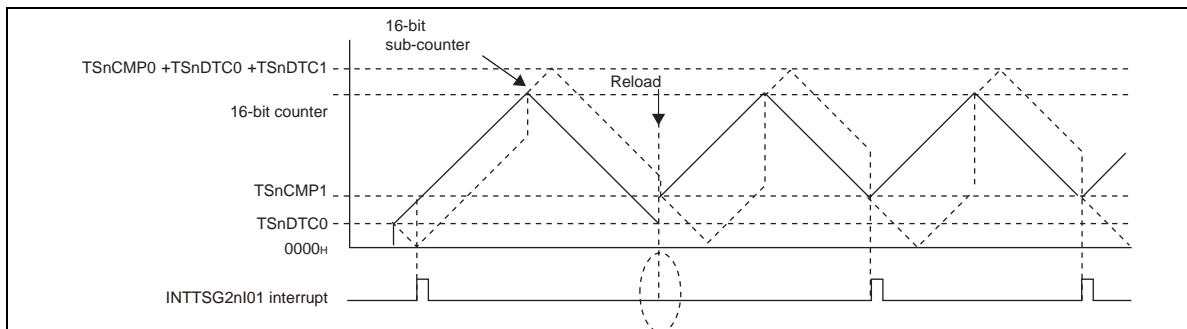 16-bit
sub-counter
TSnCMP0 +TSnDTC0 +TSnDTC1
Reload
16-bit counter
TSnCMP1
TSnDTC0
0000H
INTTSG2nI01 interrupt